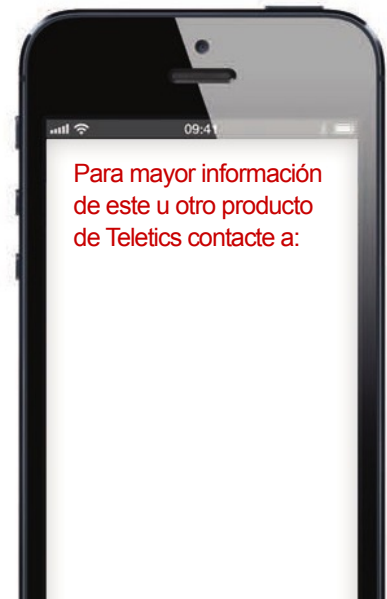 09:41
Para mayor información
de este u otro producto
de Teletics contacte a: